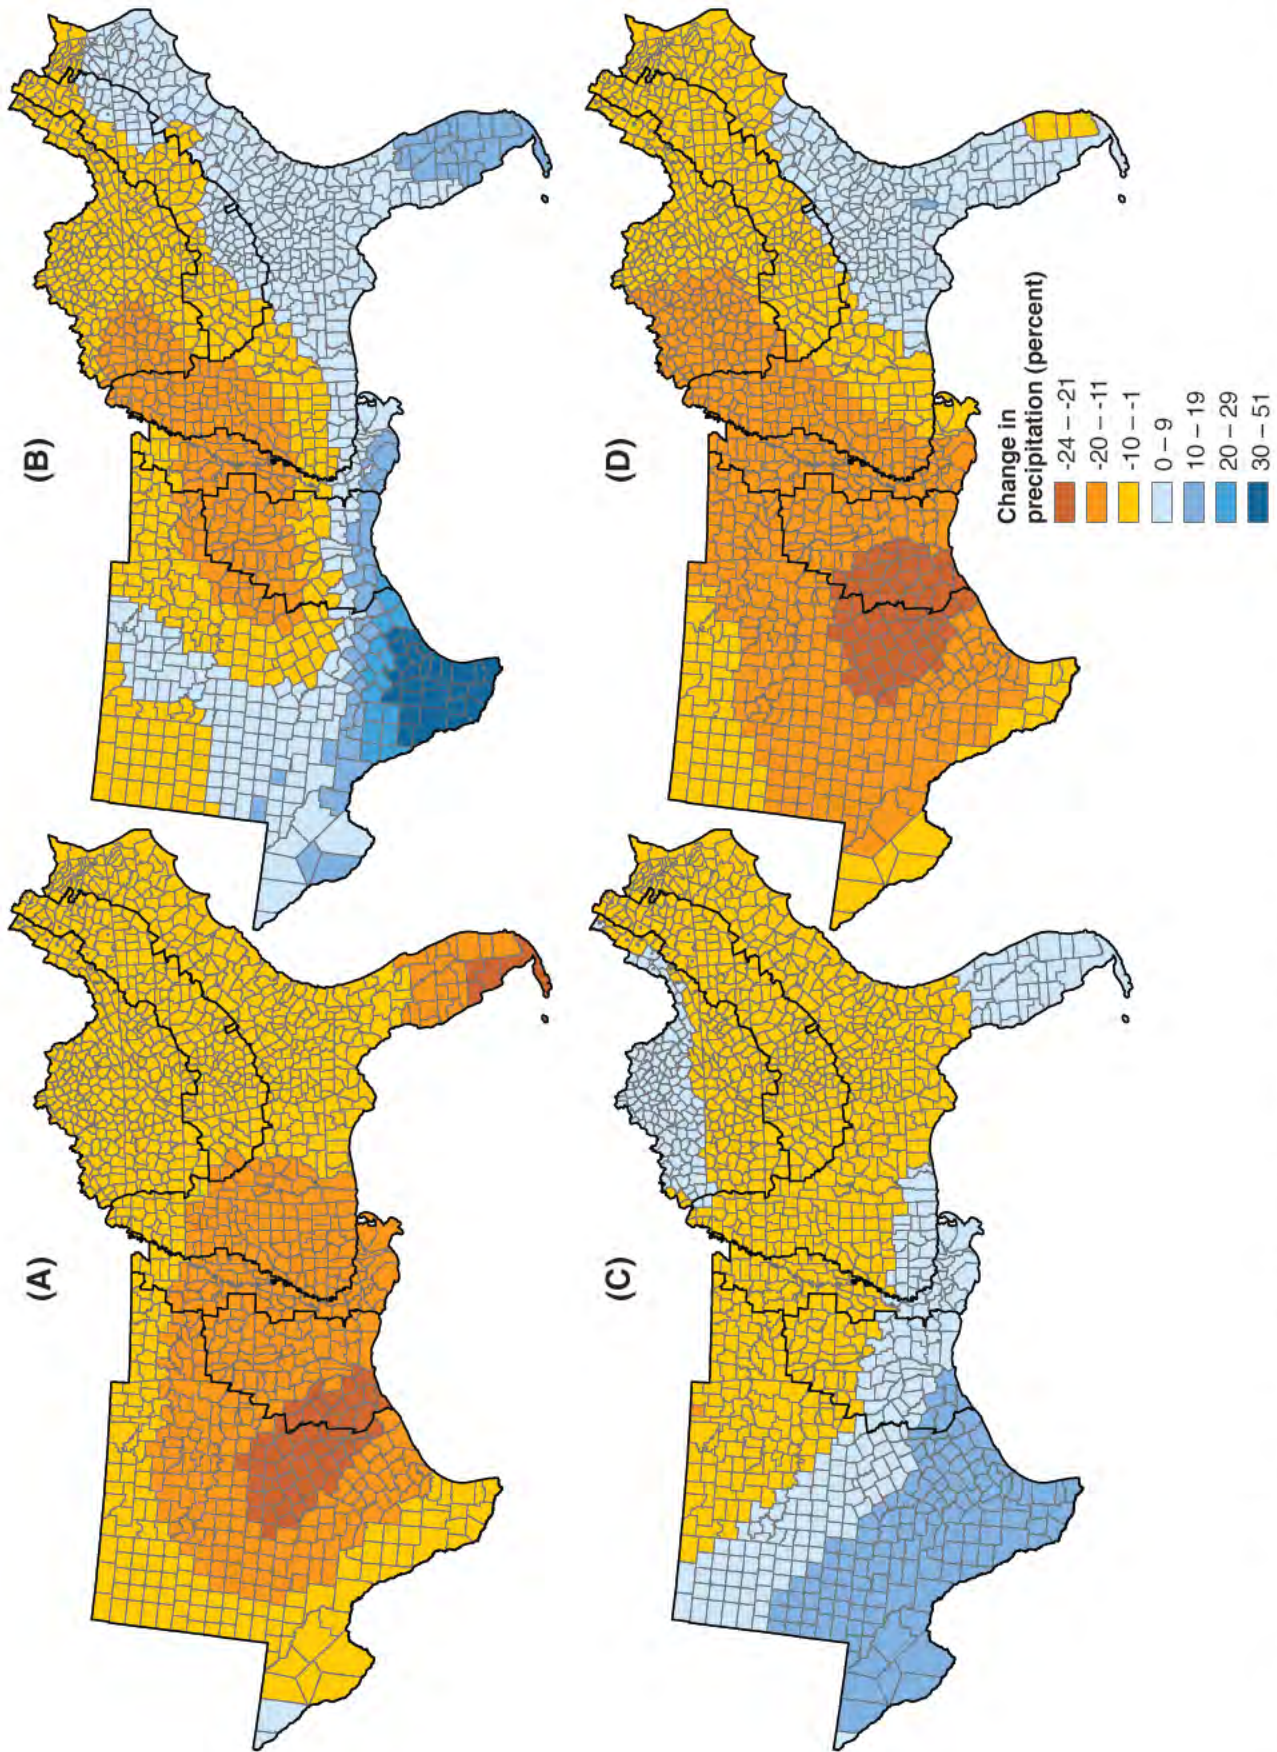 (A)
(B)
(C)
(D)
Change in
precipitation (percent)
-24 – -21
-20 – -11
-10 – -1
0 – 9
10 – 19
20 – 29
30 – 51